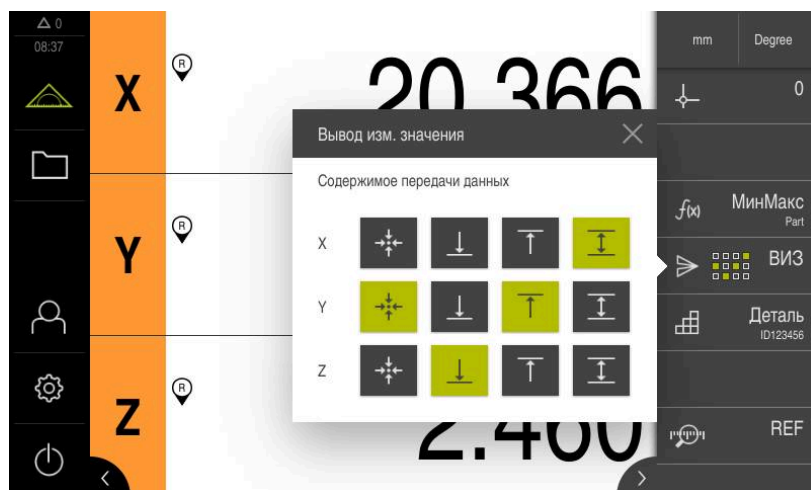 0
08:37
X
R
20.366
mm
Degree
0
Вывод изм. значения
Содержимое передачи данных
X
Y
Z
Y
R
f(x)
МинМакс
Part
ВИЗ
Деталь
ID123456
Z
R
2.460
REF